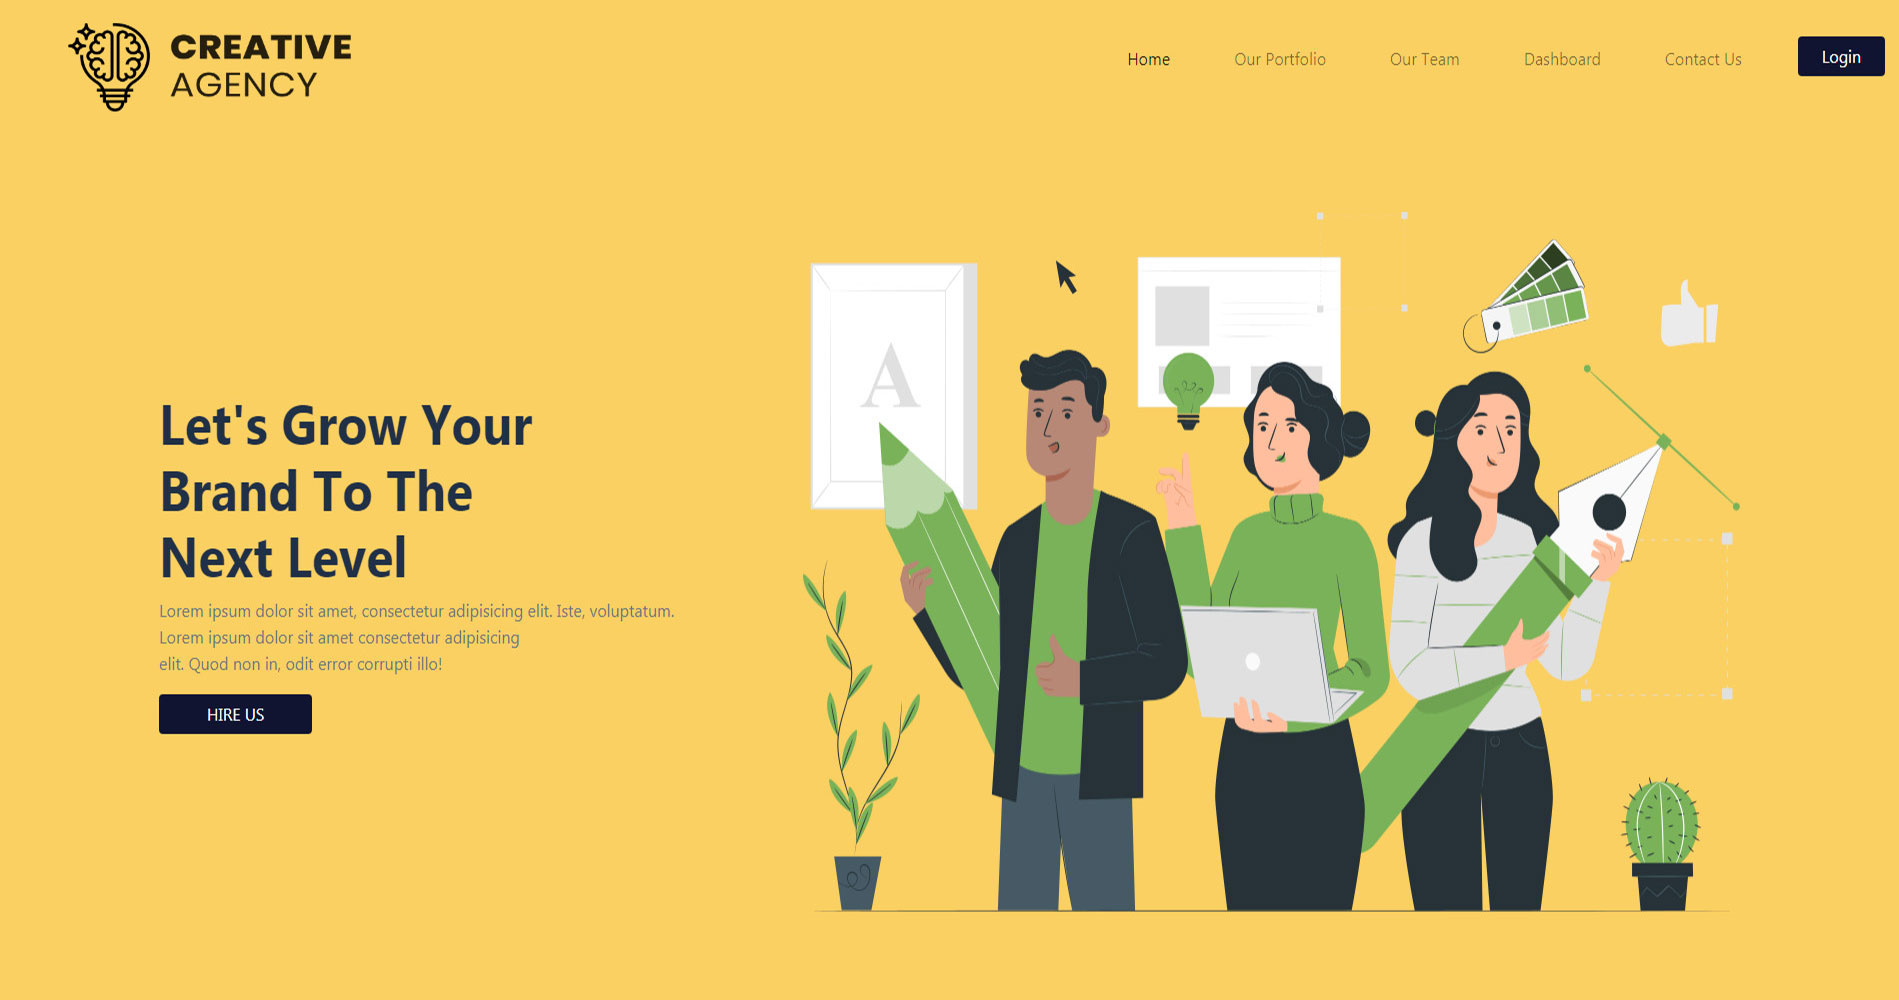 CREATIVE
AGENCY
Home
Our Portfolio
Our Team
Dashboard
Contact Us
Login
A
Let's Grow Your
Brand To The
Next Level
Lorem ipsum dolor sit amet, consectetur adipisicing elit. Iste, voluptatum.
Lorem ipsum dolor sit amet consectetur adipisicing
elit. Quod non in, odit error corrupti illo!
HIRE US